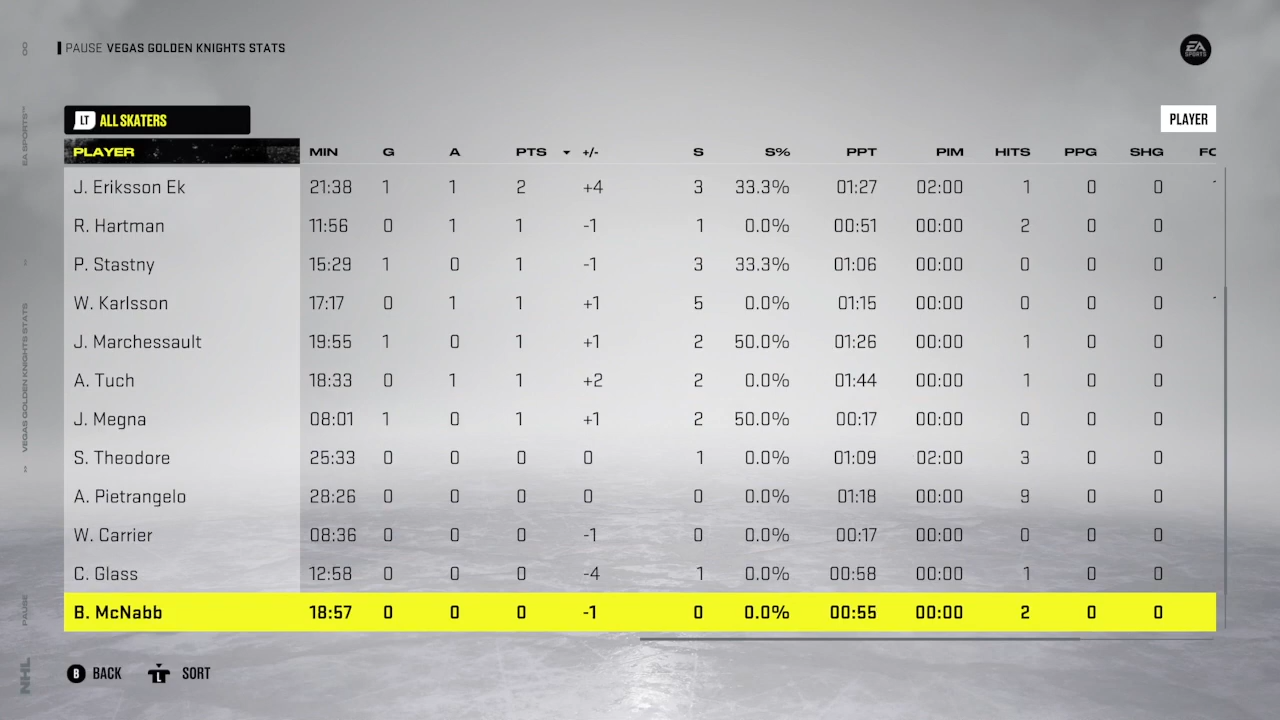 PAUSE VEGAS GOLDEN KNIGHTS STATS
EA SPORTS
LT ALL SKATERS
PLAYER
PLAYER MIN G A PTS +/- S S% PPT PIM HITS PPG SHG FO
J. Eriksson Ek 21:38 1 1 2 +4 3 33.3% 01:27 02:00 1 0 0
R. Hartman 11:56 0 1 1 -1 1 0.0% 00:51 00:00 2 0 0
P. Stastny 15:29 1 0 1 -1 3 33.3% 01:06 00:00 0 0 0
W. Karlsson 17:17 0 1 1 +1 5 0.0% 01:15 00:00 0 0 0
J. Marchessault 19:55 1 0 1 +1 2 50.0% 01:26 00:00 1 0 0
A. Tuch 18:33 0 1 1 +2 2 0.0% 01:44 00:00 1 0 0
J. Megna 08:01 1 0 1 +1 2 50.0% 00:17 00:00 0 0 0
S. Theodore 25:33 0 0 0 0 1 0.0% 01:09 02:00 3 0 0
A. Pietrangelo 28:26 0 0 0 0 0 0.0% 01:18 00:00 9 0 0
W. Carrier 08:36 0 0 0 -1 0 0.0% 00:17 00:00 0 0 0
C. Glass 12:58 0 0 0 -4 1 0.0% 00:58 00:00 1 0 0
B. McNabb 18:57 0 0 0 -1 0 0.0% 00:55 00:00 2 0 0
B BACK L SORT
NHL
PAUSE
VEGAS GOLDEN KNIGHTS STATS
EA SPORTS™